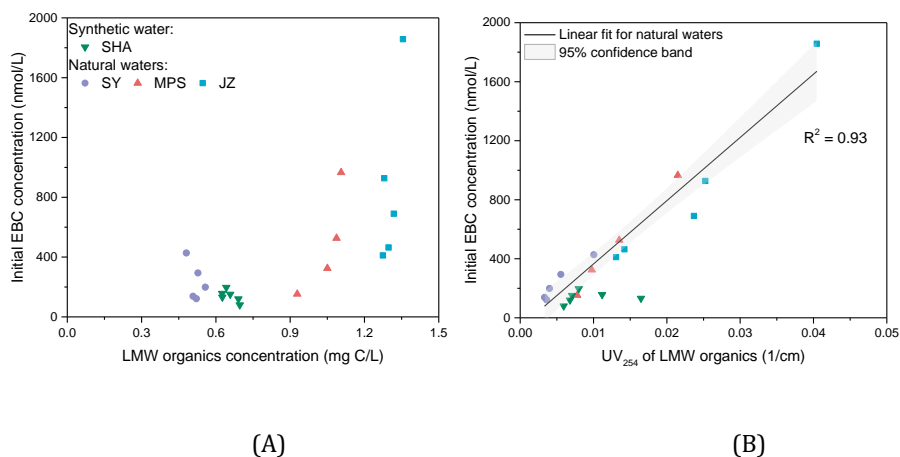 Synthetic water:
SHA
Natural waters:
SY MPS JZ
2000
1600
1200
800
400
0
0.0 0.3 0.6 0.9 1.2 1.5
Initial EBC concentration (nmol/L)
LMW organics concentration (mg C/L)
(A)
Linear fit for natural waters
95% confidence band
R² = 0.93
2000
1600
1200
800
400
0
0.00 0.01 0.02 0.03 0.04 0.05
Initial EBC concentration (nmol/L)
UV₂₅₄ of LMW organics (1/cm)
(B)